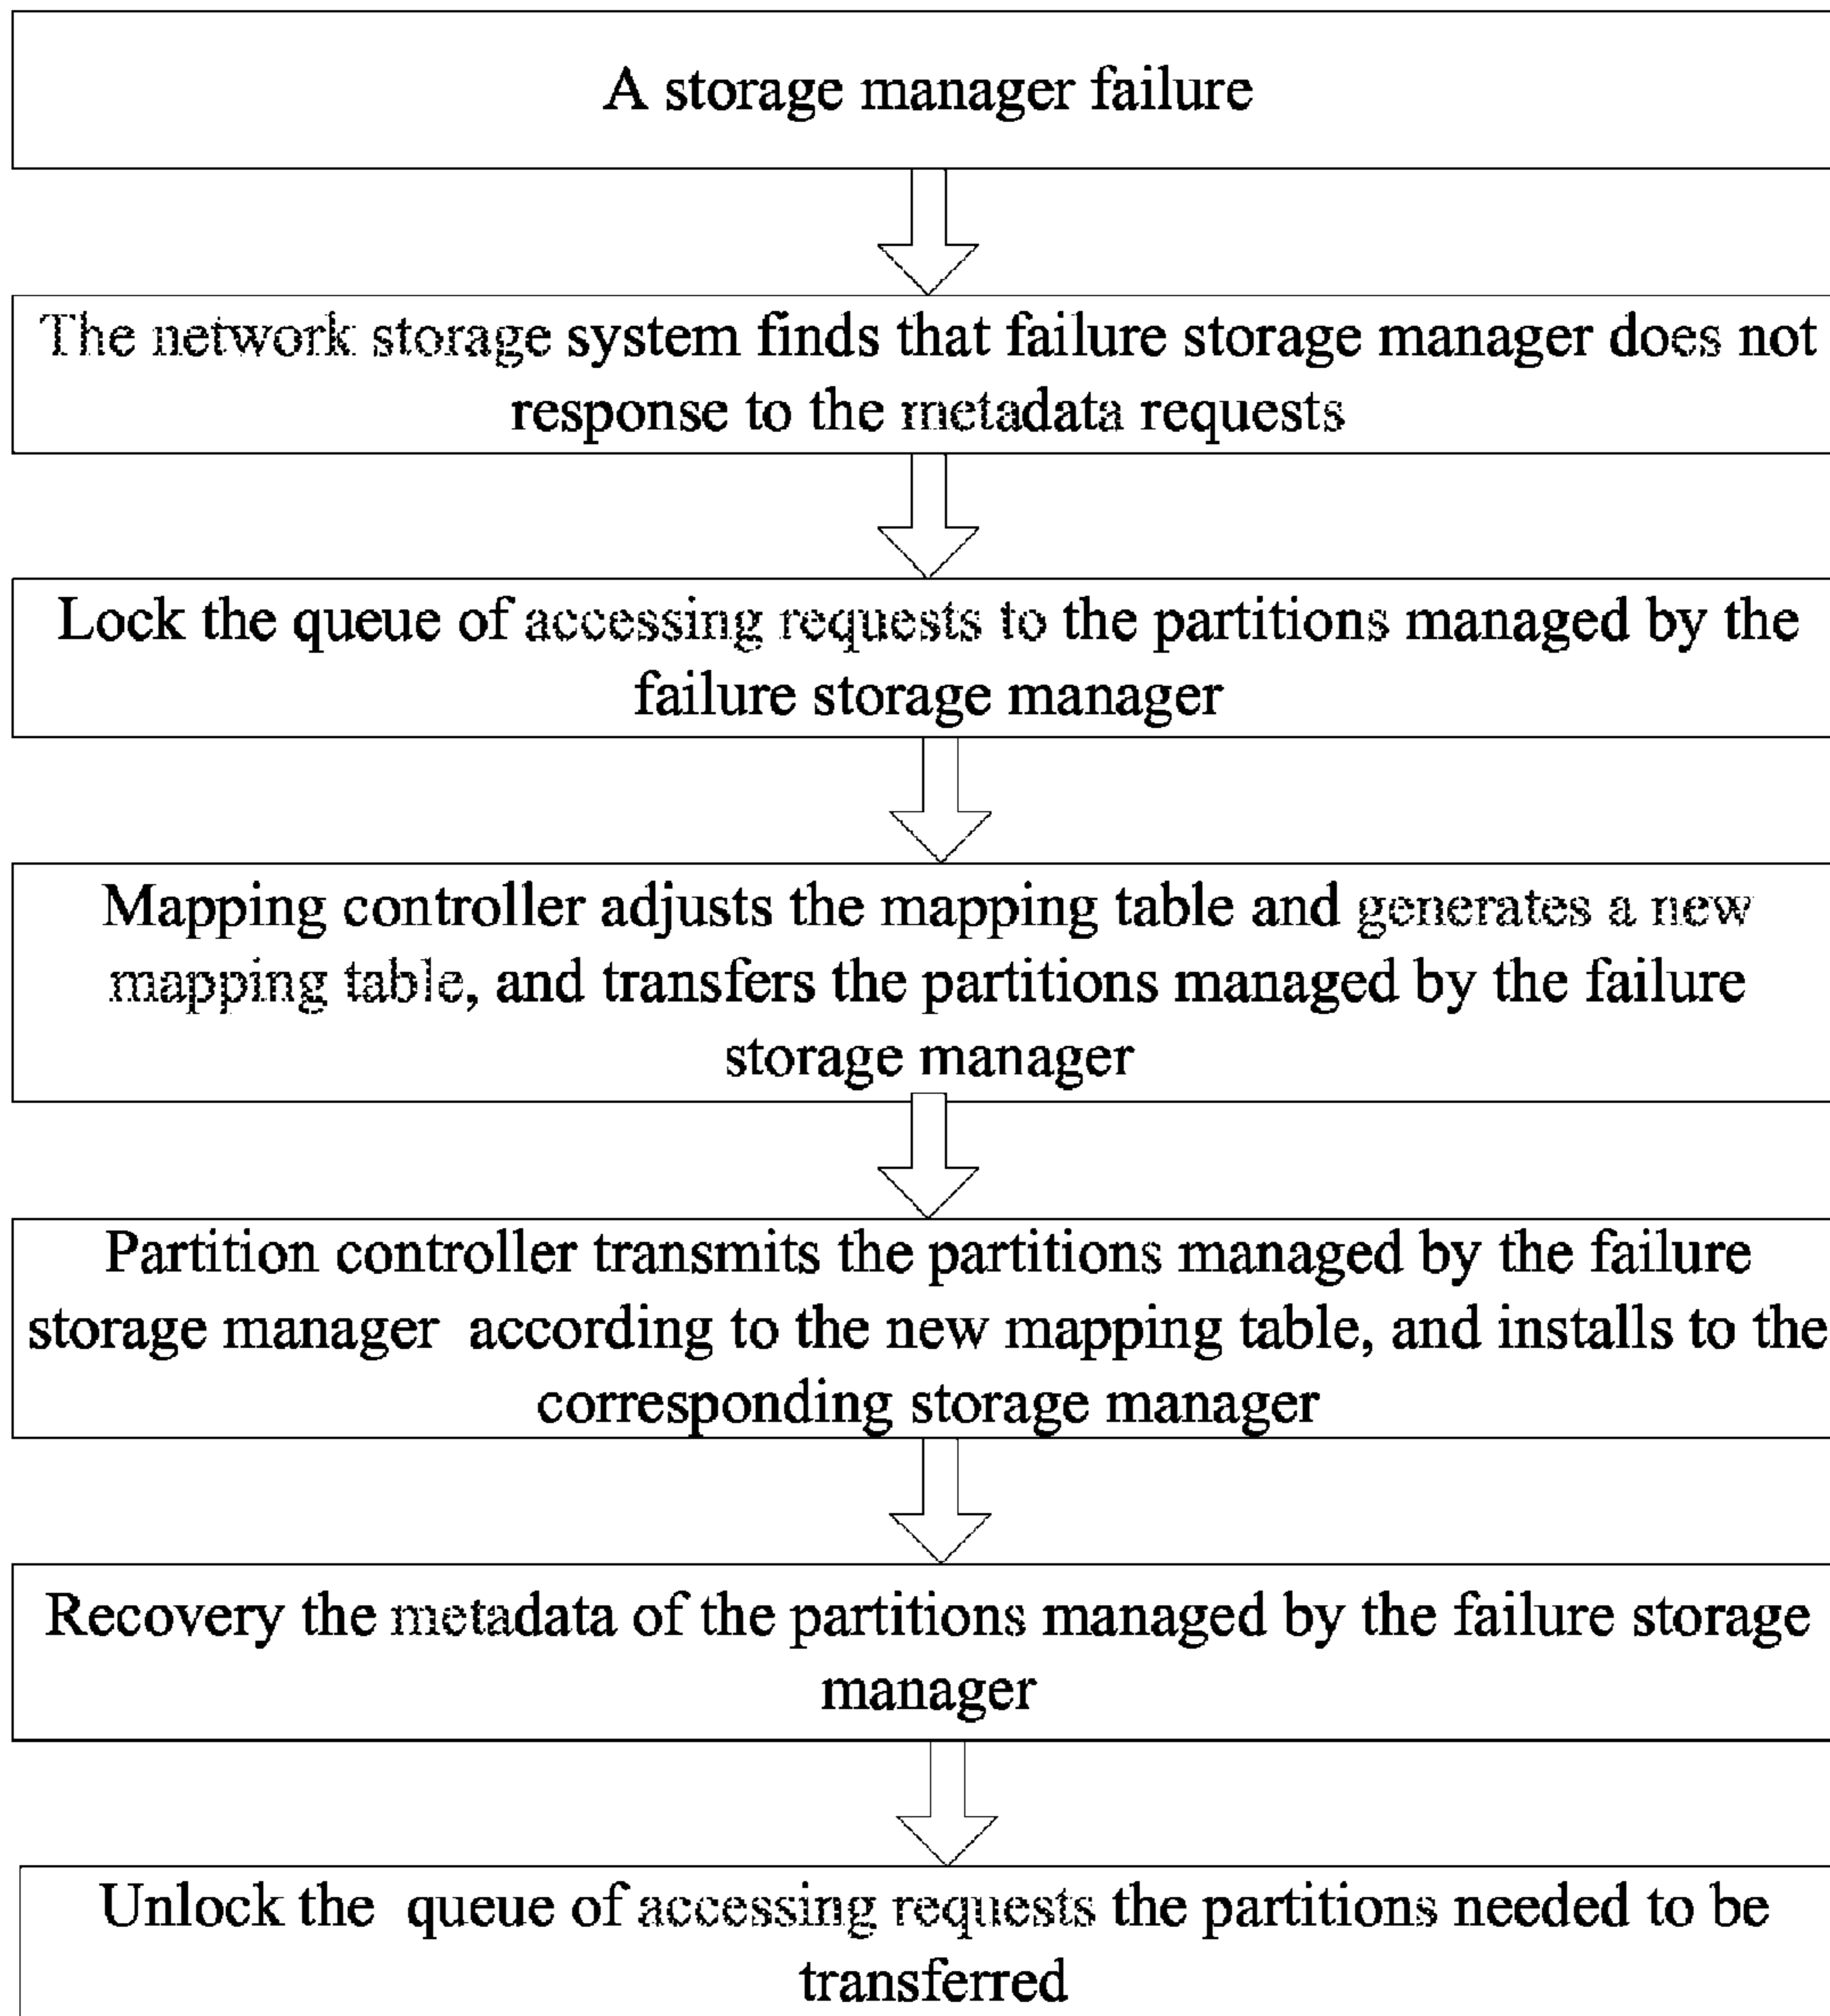 A storage manager failure
The network storage system finds that failure storage manager does not
response to the metadata requests
Lock the queue of accessing requests to the partitions managed by the
failure storage manager
Mapping controller adjusts the mapping table and generates a new
mapping table, and transfers the partitions managed by the failure
storage manager
Partition controller transmits the partitions managed by the failure
storage manager according to the new mapping table, and installs to the
corresponding storage manager
Recovery the metadata of the partitions managed by the failure storage
manager
Unlock the queue of accessing requests the partitions needed to be
transferred